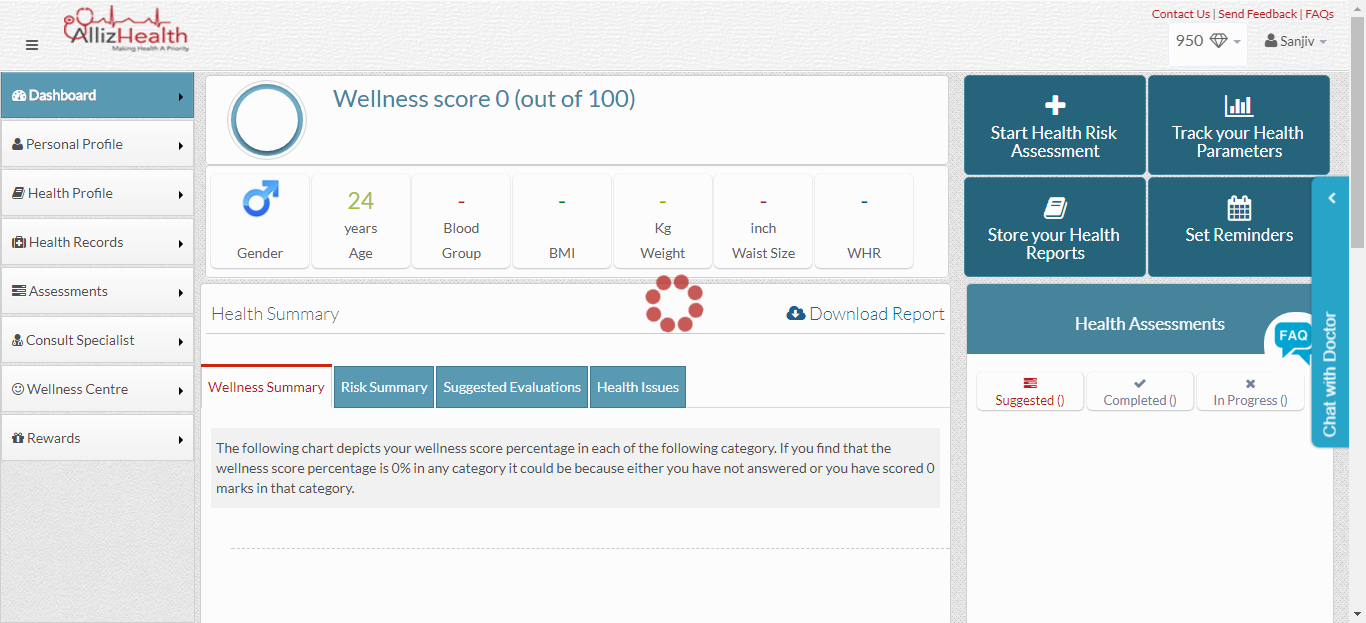 Contact Us | Send Feedback | FAQs
AllizHealth
Making Health A Priority
950
Sanjiv
Dashboard
Personal Profile
Health Profile
Health Records
Assessments
Consult Specialist
Wellness Centre
Rewards
Wellness score 0 (out of 100)
Gender
24
years
Age
-
Blood
Group
-
BMI
-
Kg
Weight
-
inch
Waist Size
-
WHR
Start Health Risk
Assessment
Track your Health
Parameters
Store your Health
Reports
Set Reminders
Health Summary
Download Report
Wellness Summary
Risk Summary
Suggested Evaluations
Health Issues
The following chart depicts your wellness score percentage in each of the following category. If you find that the
wellness score percentage is 0% in any category it could be because either you have not answered or you have scored 0
marks in that category.
Health Assessments
FAQ
Suggested ()
Completed ()
In Progress ()
Chat with Doctor